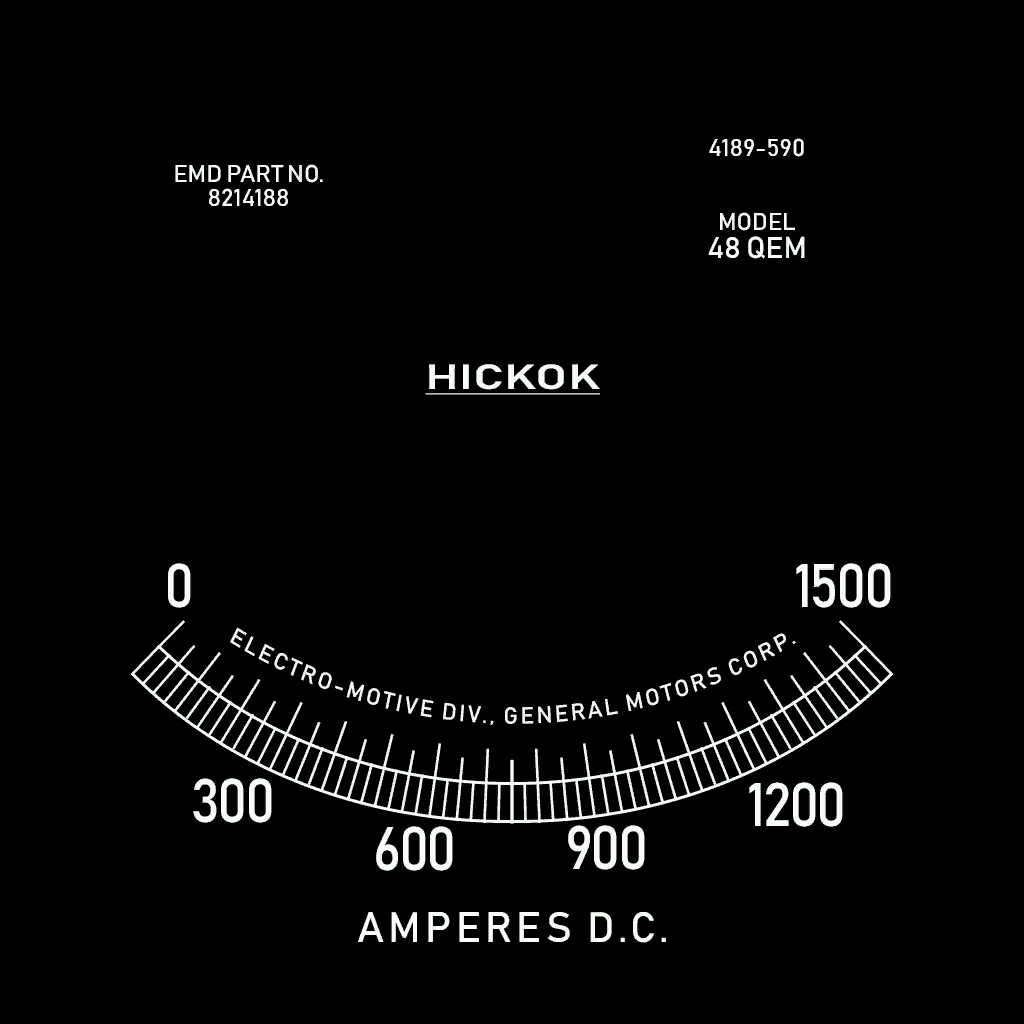 4189-590
EMD PART NO.
8214188
MODEL
48 QEM
HICKOK
0
1500
ELECTRO-MOTIVE DIV., GENERAL MOTORS CORP.
300
1200
600
900
AMPERES D.C.